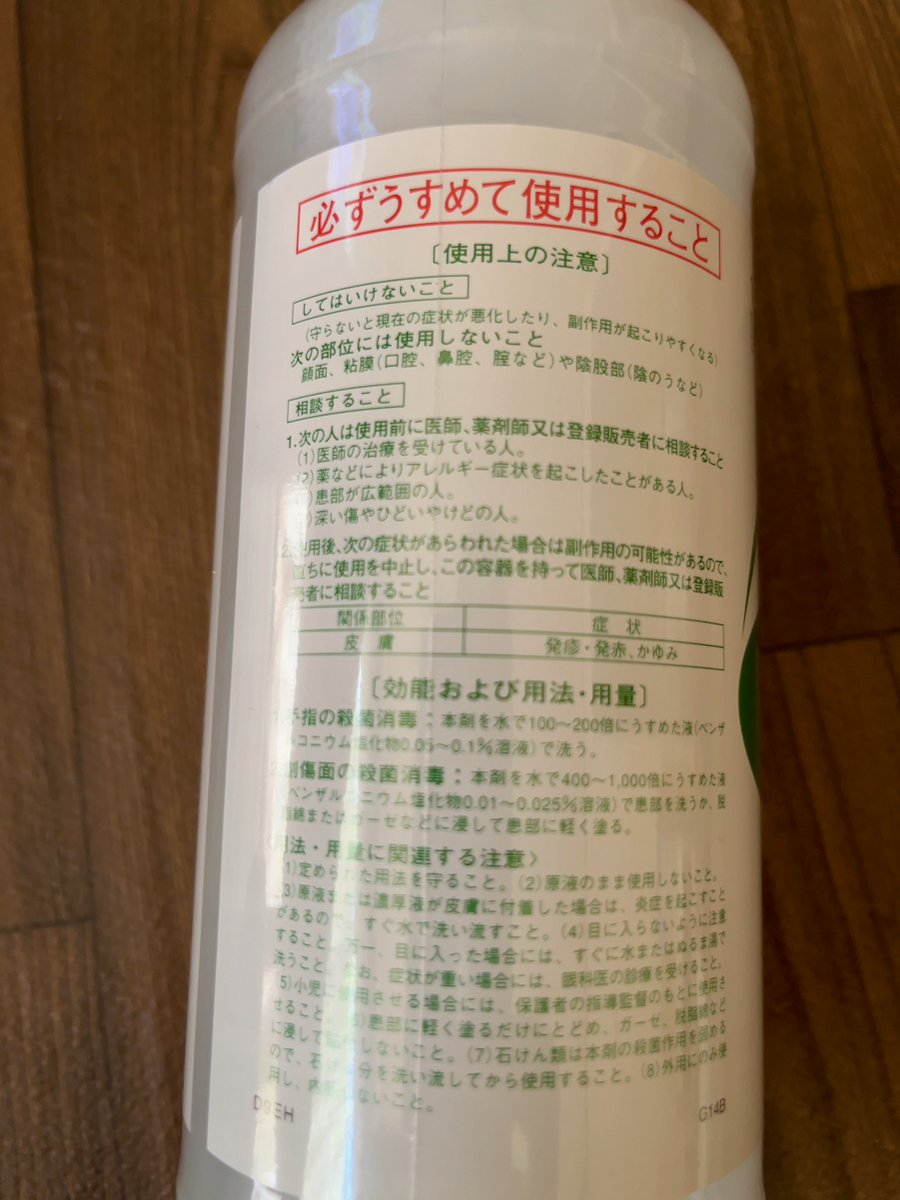 必ずうすめて使用すること
〔使用上の注意〕
してはいけないこと
(守らないと現在の症状が悪化したり、副作用が起こりやすくなる)
次の部位には使用しないこと
顔面、粘膜(口腔、鼻腔、腟など)や陰股部(陰のうなど)
相談すること
1.次の人は使用前に医師、薬剤師又は登録販売者に相談すること
(1)医師の治療を受けている人。
(2)薬などによりアレルギー症状を起こしたことがある人。
)患部が広範囲の人。
)深い傷やひどいやけどの人。
2.使用後、次の症状があらわれた場合は副作用の可能性があるので、
直ちに使用を中止し、この容器を持って医師、薬剤師又は登録販
売者に相談すること
関係部位 症状
皮膚 発疹・発赤、かゆみ
〔効能および用法・用量〕
1.手指の殺菌消毒：本剤を水で100〜200倍にうすめた液(ベンザ
ルコニウム塩化物0.05〜0.1%溶液)で洗う。
2.創傷面の殺菌消毒：本剤を水で400〜1,000倍にうすめた液
(ベンザルコニウム塩化物0.01〜0.025%溶液)で患部を洗うか、脱
脂綿またはガーゼなどに浸して患部に軽く塗る。
〈用法・用量に関連する注意〉
(1)定められた用法を守ること。(2)原液のまま使用しないこと。
(3)原液または濃厚液が皮膚に付着した場合は、炎症を起こすこと
があるので、すぐ水で洗い流すこと。(4)目に入らないように注意
すること。万一、目に入った場合には、すぐに水またはぬるま湯で
洗うこと。なお、症状が重い場合には、眼科医の診療を受けること。
(5)小児に使用させる場合には、保護者の指導監督のもとに使用さ
せること。(6)患部に軽く塗るだけにとどめ、ガーゼ、脱脂綿など
に浸して貼付しないこと。(7)石けん類は本剤の殺菌作用を弱める
ので、石けん分を洗い流してから使用すること。(8)外用にのみ使
用し、内服しないこと。
D9EH G14B